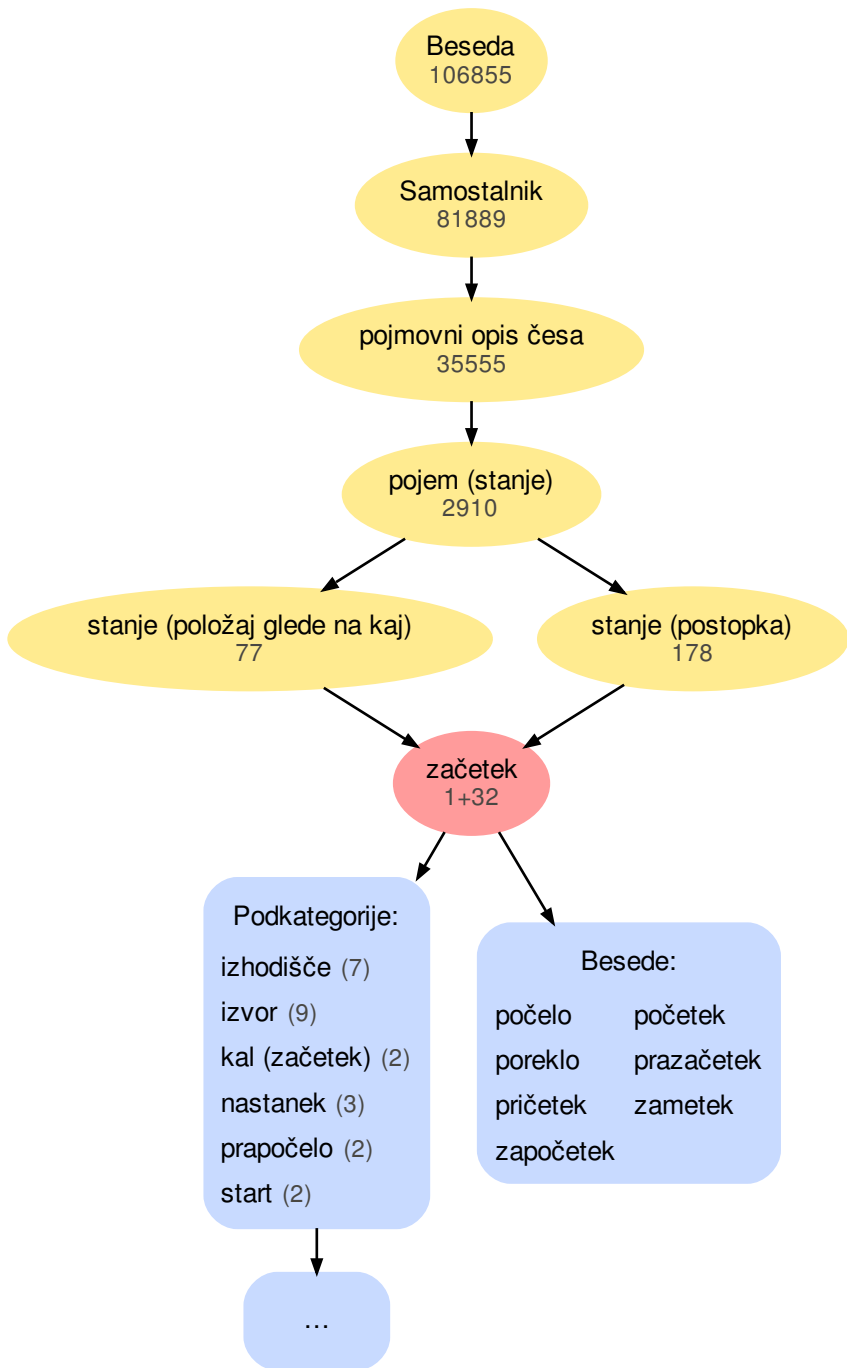 Beseda
106855
Samostalnik
81889
pojmovni opis česa
35555
pojem (stanje)
2910
stanje (položaj glede na kaj)
77
stanje (postopka)
178
začetek
1+32
Podkategorije:
izhodišče (7)
izvor (9)
kal (začetek) (2)
nastanek (3)
prapočelo (2)
start (2)
Besede:
počelo početek
poreklo prazačetek
pričetek zametek
započetek
...